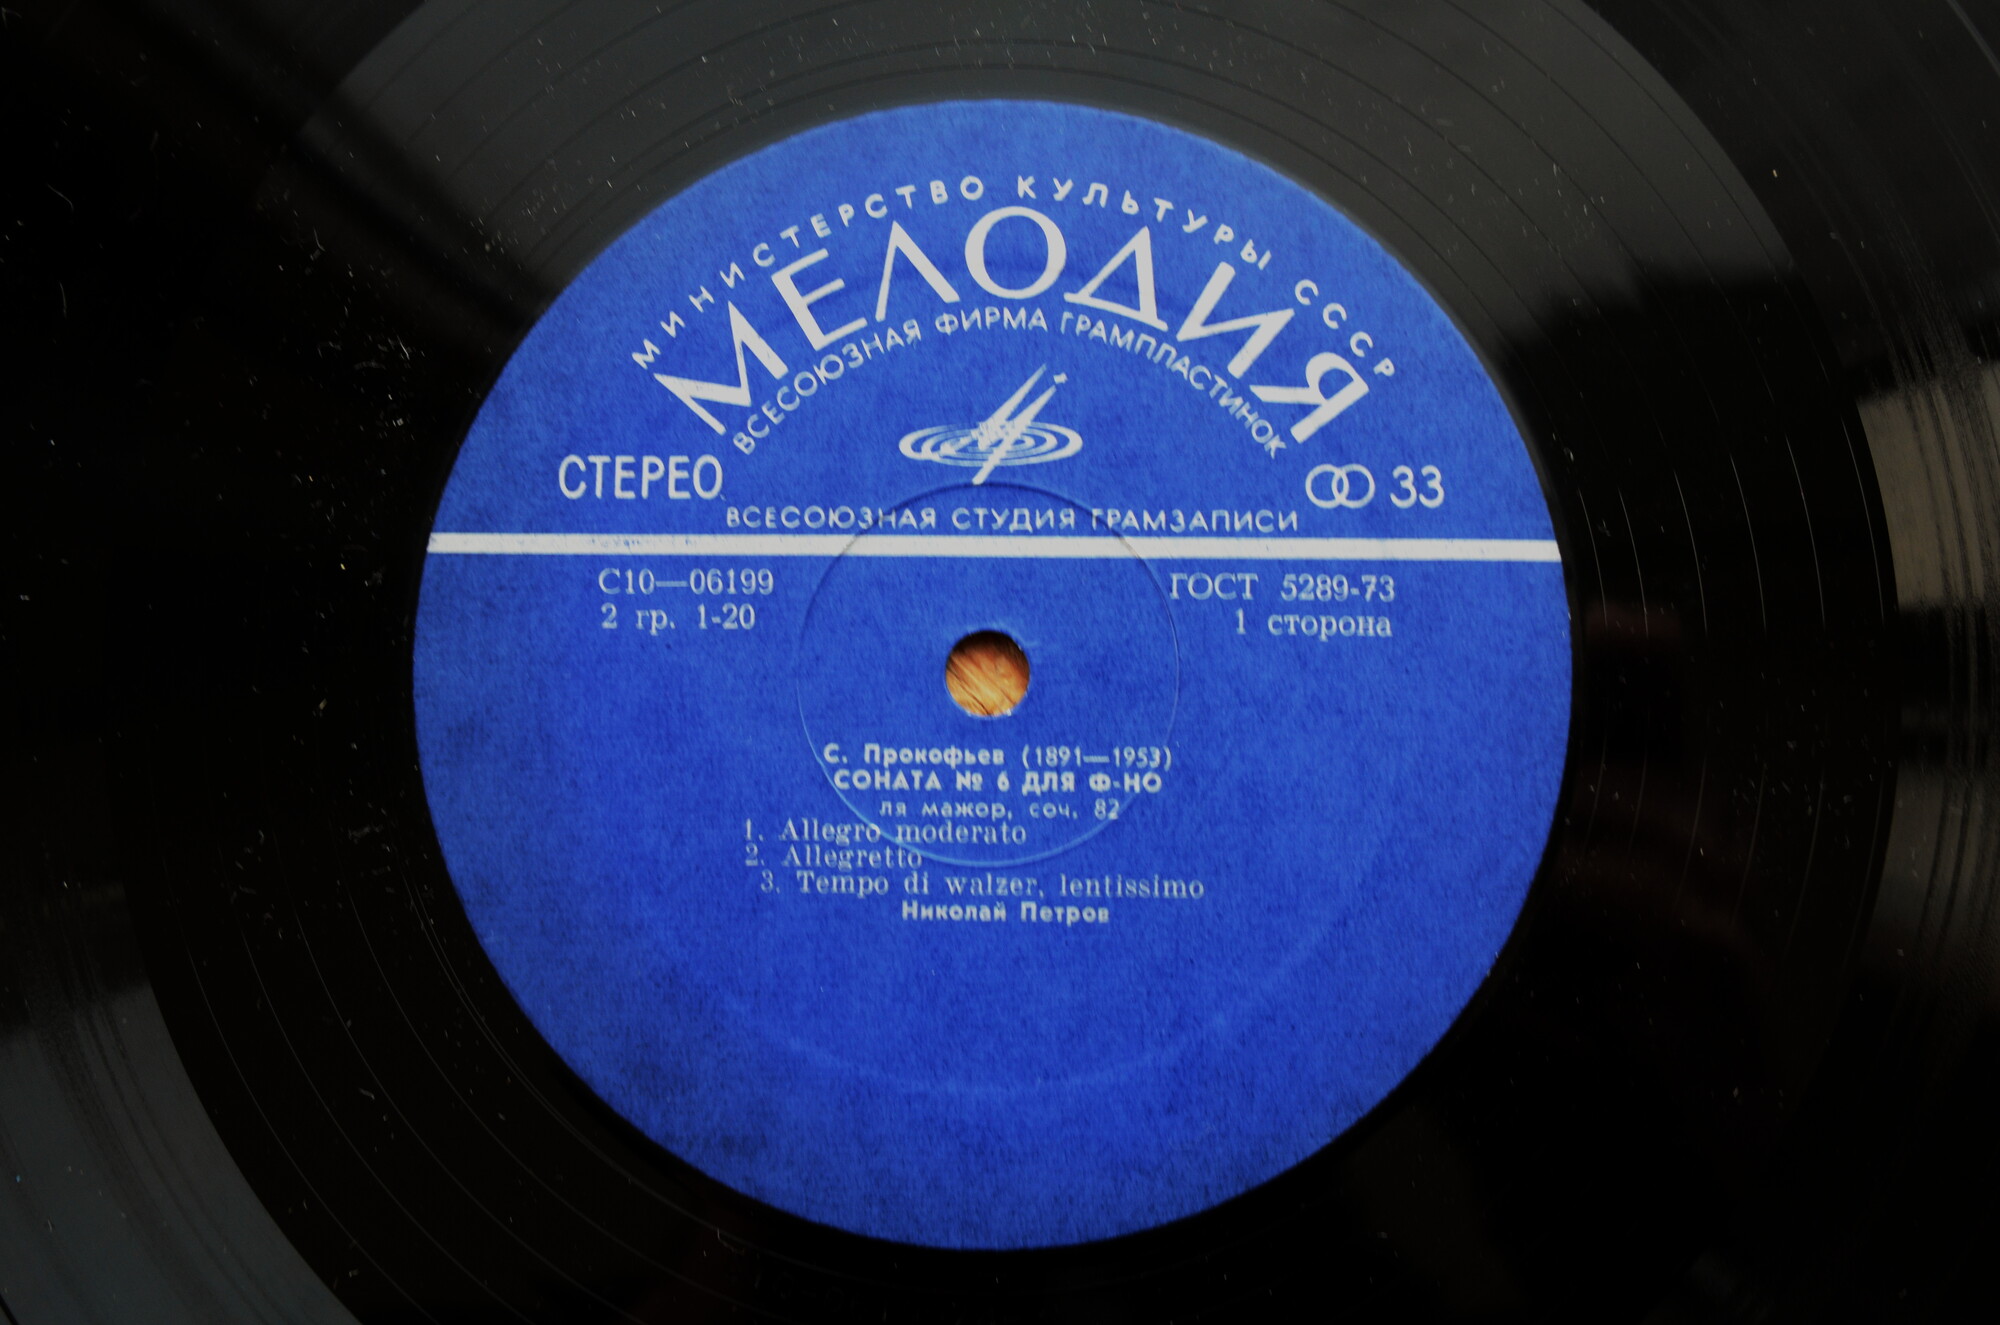 МИНИСТЕРСТВО КУЛЬТУРЫ СССР
МЕЛОДИЯ
ВСЕСОЮЗНАЯ ФИРМА ГРАМПЛАСТИНОК
СТЕРЕО
33
ВСЕСОЮЗНАЯ СТУДИЯ ГРАМЗАПИСИ
С10—06199
ГОСТ 5289-73
2 гр. 1-20
1 сторона
С. Прокофьев (1891—1953)
СОНАТА № 6 ДЛЯ Ф-НО
ля мажор, соч. 82
1. Allegro moderato
2. Allegretto
3. Tempo di walzer, lentissimo
Николай Петров